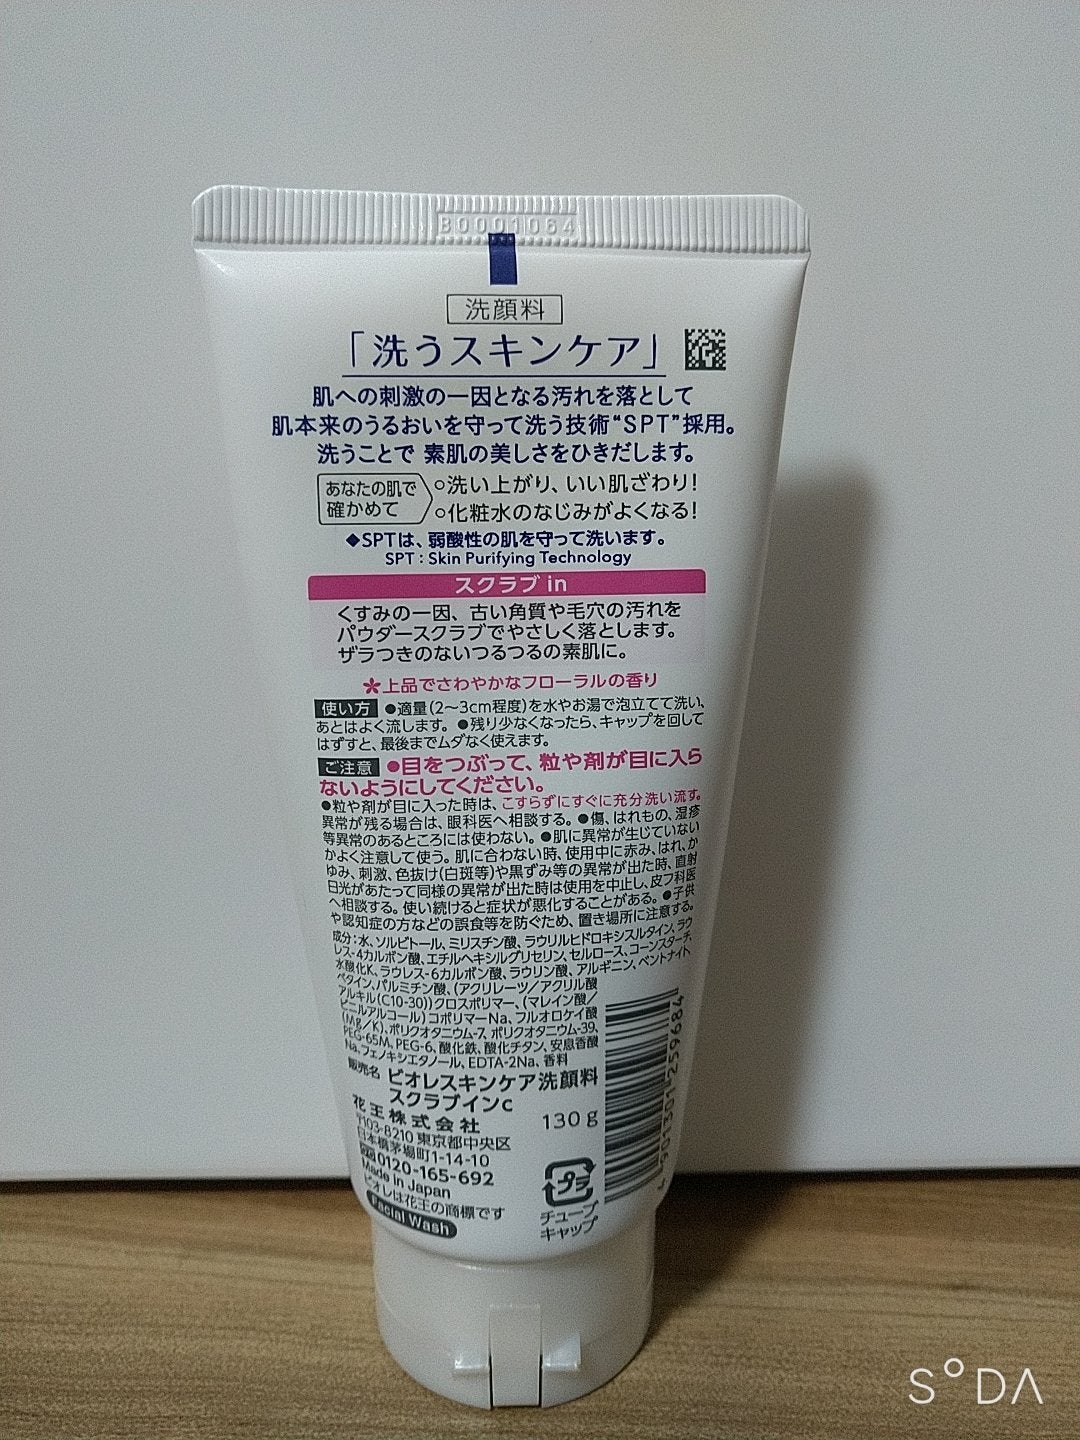 B0001064
洗顔料
「洗うスキンケア」
肌への刺激の一因となる汚れを落として
肌本来のうるおいを守って洗う技術“SPT”採用。
洗うことで 素肌の美しさをひきだします。
あなたの肌で
確かめて
○洗い上がり、いい肌ざわり!
○化粧水のなじみがよくなる!
◆SPTは、弱酸性の肌を守って洗います。
SPT:Skin Purifying Technology
スクラブin
くすみの一因、古い角質や毛穴の汚れを
パウダースクラブでやさしく落とします。
ザラつきのないつるつるの素肌に。
＊上品でさわやかなフローラルの香り
使い方 ●適量(2〜3cm程度)を水やお湯で泡立てて洗い、
あとはよく流します。●残り少なくなったら、キャップを回して
はずすと、最後までムダなく使えます。
ご注意 ●目をつぶって、粒や剤が目に入ら
ないようにしてください。
●粒や剤が目に入った時は、こすらずにすぐに充分洗い流す。
異常が残る場合は、眼科医へ相談する。●傷、はれもの、湿疹
等異常のあるところには使わない。●肌に異常が生じていない
かよく注意して使う。肌に合わない時、使用中に赤み、はれ、か
ゆみ、刺激、色抜け(白斑等)や黒ずみ等の異常が出た時、直射
日光があたって同様の異常が出た時は使用を中止し、皮フ科医
へ相談する。使い続けると症状が悪化することがある。●子供
や認知症の方などの誤食等を防ぐため、置き場所に注意する。
成分:水、ソルビトール、ミリスチン酸、ラウリルヒドロキシスルタイン、ラウ
レス-4カルボン酸、エチルヘキシルグリセリン、セルロース、コーンスターチ、
水酸化K、ラウレス-6カルボン酸、ラウリン酸、アルギニン、ベントナイト、
ベタイン、パルミチン酸、(アクリレーツ/アクリル酸
アルキル(C10-30))クロスポリマー、(マレイン酸/
ビニルアルコール)コポリマーNa、フルオロケイ酸
(Mg/K)、ポリクオタニウム-7、ポリクオタニウム-39、
PEG-65M、PEG-6、酸化鉄、酸化チタン、安息香酸
Na、フェノキシエタノール、EDTA-2Na、香料
販売名 ビオレスキンケア洗顔料
スクラブインc
花王株式会社
130g
〒103-8210 東京都中央区
日本橋茅場町1-14-10
0120-165-692
Made in Japan
ビオレは花王の商標です
Facial Wash
プラ
チューブ
キャップ
4901301259684
SODA